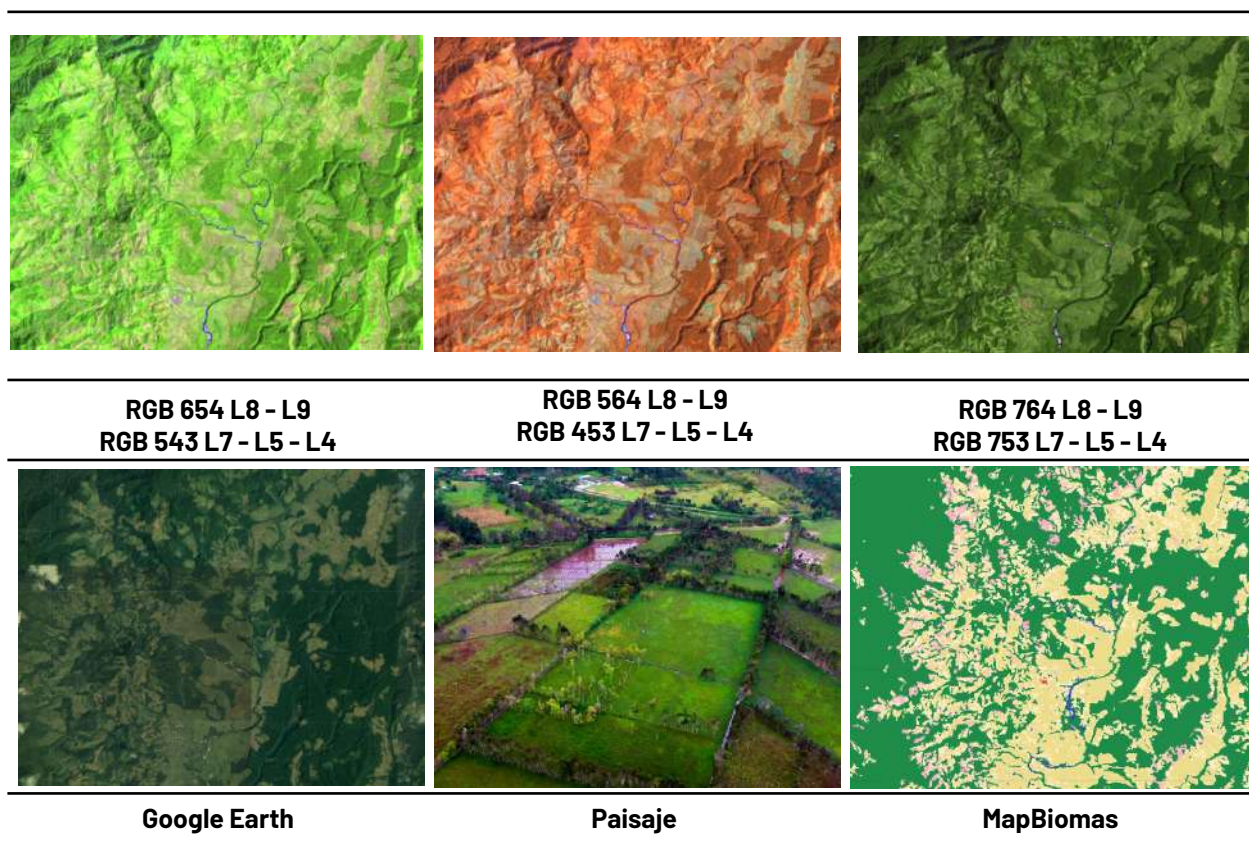 RGB 654 L8 - L9
RGB 543 L7 - L5 - L4
RGB 564 L8 - L9
RGB 453 L7 - L5 - L4
RGB 764 L8 - L9
RGB 753 L7 - L5 - L4
Google Earth
Paisaje
MapBiomas